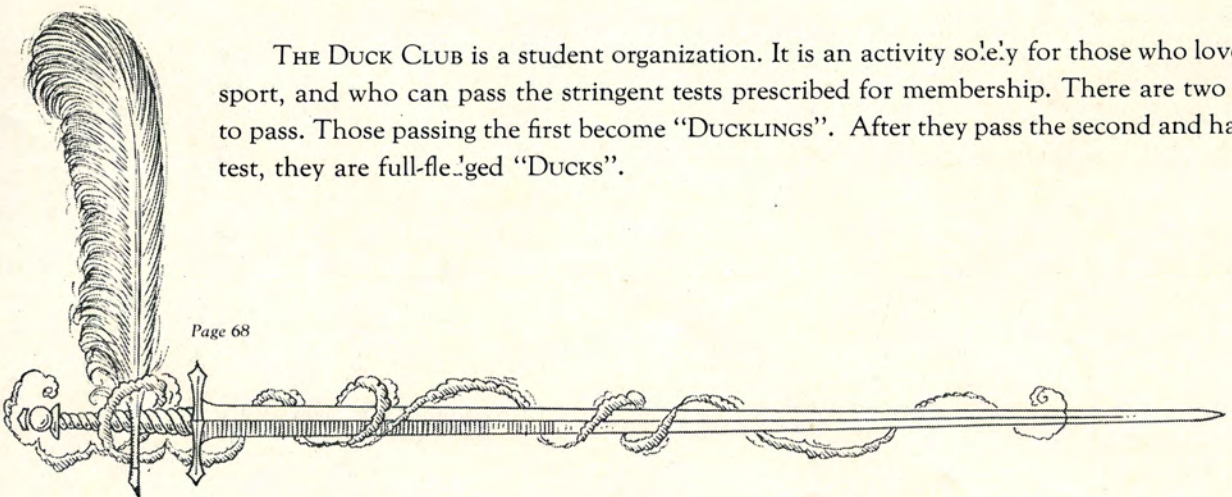 THE DUCK CLUB is a student organization. It is an activity solely for those who love
sport, and who can pass the stringent tests prescribed for membership. There are two
to pass. Those passing the first become “DUCKLINGS”. After they pass the second and
test, they are full-fledged “DUCKS”.
Page 68